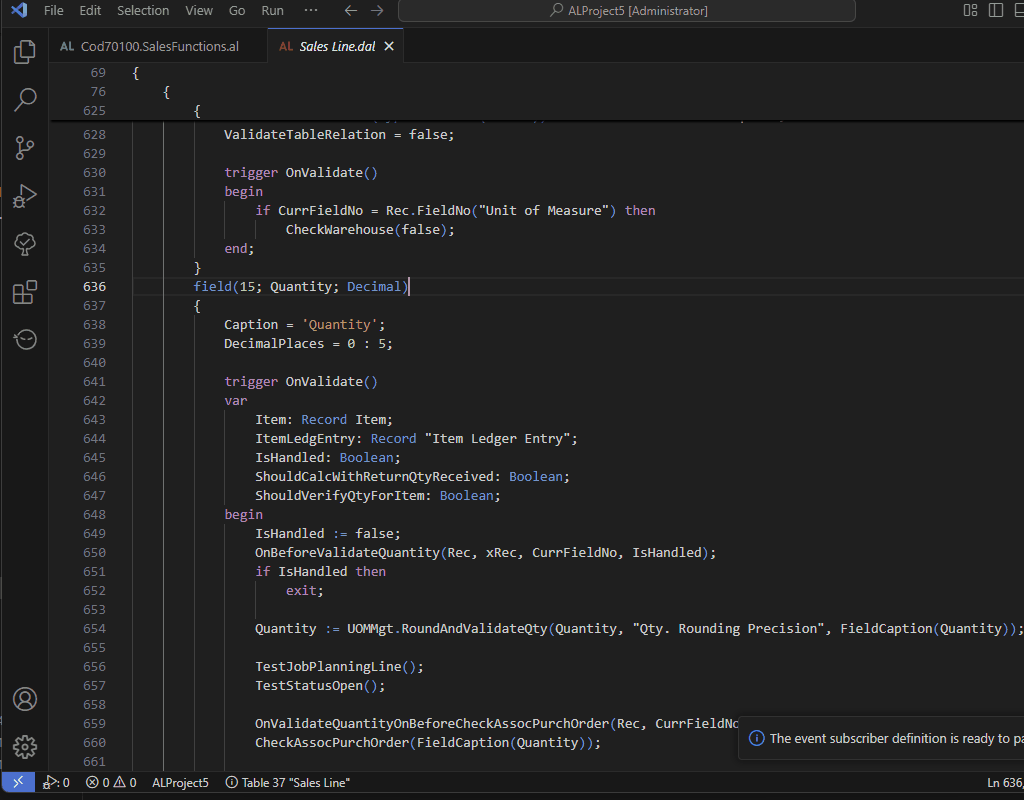 File Edit Selection View Go Run ··· ALProject5 [Administrator]
AL Cod70100.SalesFunctions.al AL Sales Line.dal
69 {
76 {
625 {
628 ValidateTableRelation = false;
629
630 trigger OnValidate()
631 begin
632 if CurrFieldNo = Rec.FieldNo("Unit of Measure") then
633 CheckWarehouse(false);
634 end;
635 }
636 field(15; Quantity; Decimal)
637 {
638 Caption = 'Quantity';
639 DecimalPlaces = 0 : 5;
640
641 trigger OnValidate()
642 var
643 Item: Record Item;
644 ItemLedgEntry: Record "Item Ledger Entry";
645 IsHandled: Boolean;
646 ShouldCalcWithReturnQtyReceived: Boolean;
647 ShouldVerifyQtyForItem: Boolean;
648 begin
649 IsHandled := false;
650 OnBeforeValidateQuantity(Rec, xRec, CurrFieldNo, IsHandled);
651 if IsHandled then
652 exit;
653
654 Quantity := UOMMgt.RoundAndValidateQty(Quantity, "Qty. Rounding Precision", FieldCaption(Quantity));
655
656 TestJobPlanningLine();
657 TestStatusOpen();
658
659 OnValidateQuantityOnBeforeCheckAssocPurchOrder(Rec, CurrFieldNo
660 CheckAssocPurchOrder(FieldCaption(Quantity));
661
The event subscriber definition is ready to pa
: 0 0 0 ALProject5 Table 37 "Sales Line" Ln 636,